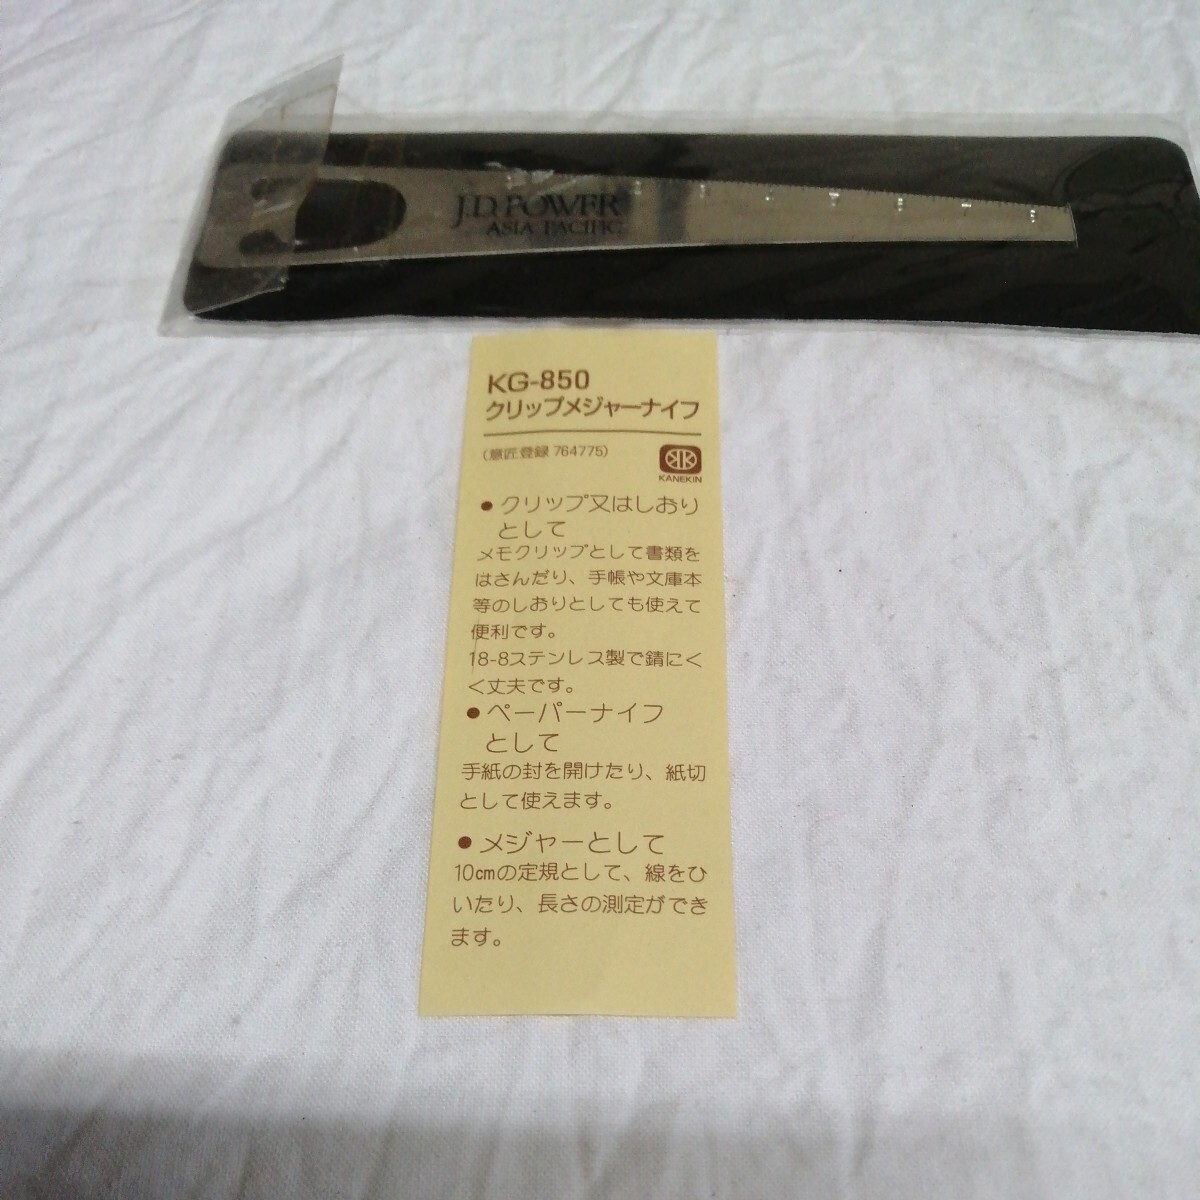 J.D. POWER
ASIA PACIFIC
KG-850
クリップメジャーナイフ
(意匠登録 764775)
KANEKIN
● クリップ又はしおり
として
メモクリップとして書類を
はさんだり、手帳や文庫本
等のしおりとしても使えて
便利です。
18-8ステンレス製で錆にく
く丈夫です。
● ペーパーナイフ
として
手紙の封を開けたり、紙切
として使えます。
● メジャーとして
10cmの定規として、線をひ
いたり、長さの測定ができ
ます。